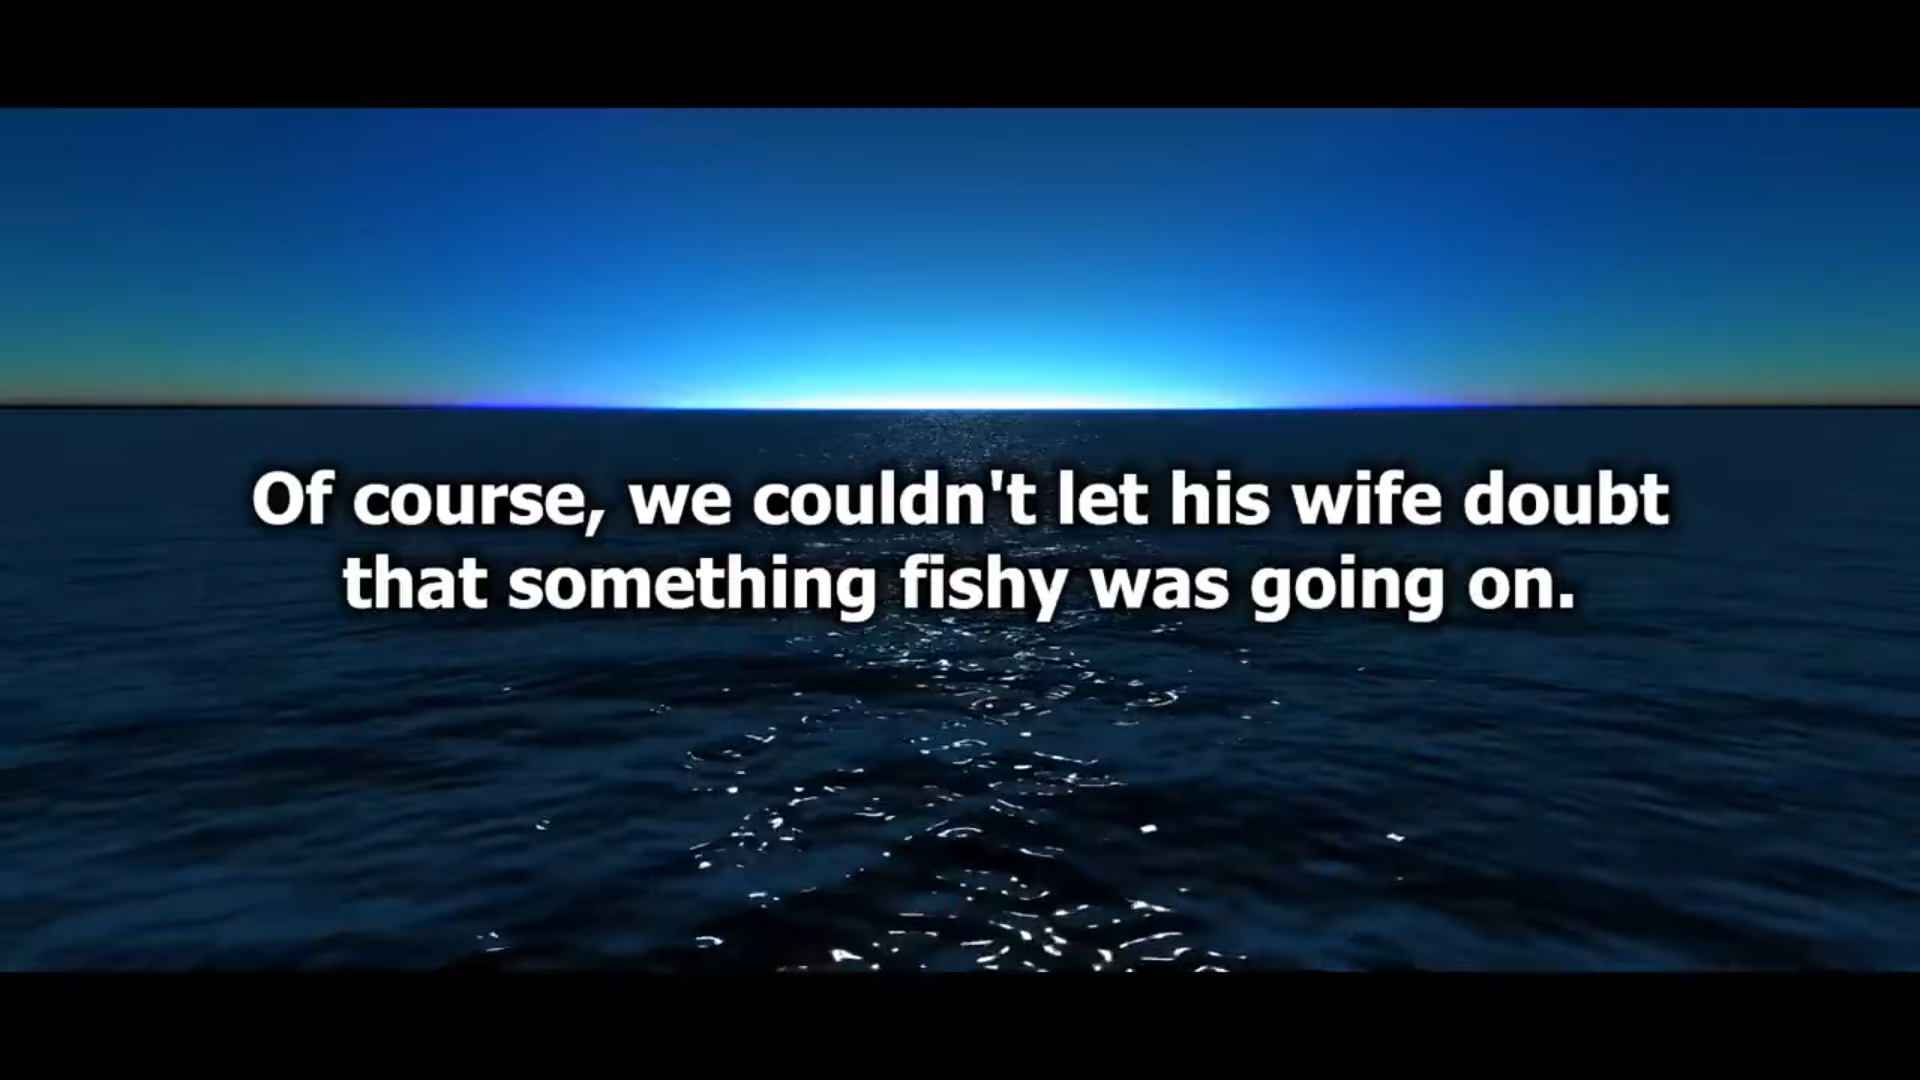 Of course, we couldn't let his wife doubt
that something fishy was going on.